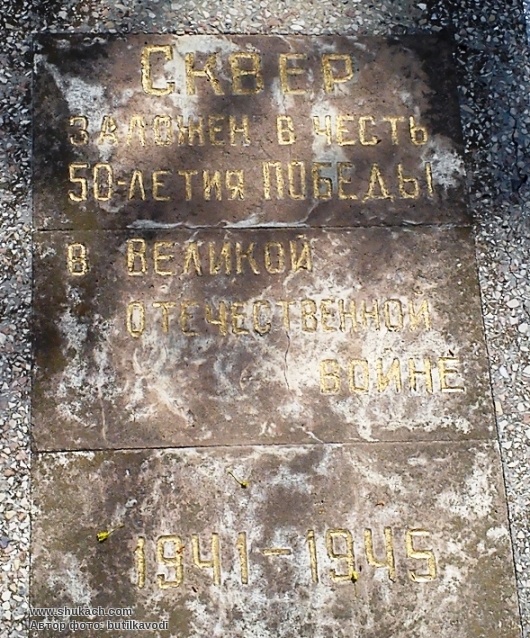 Сквер
заложен в честь
50-летия ПОБЕДЫ
в Великой
Отечественной
войне
1941-1945
www.shukach.com
Автор фото: butilkavodi